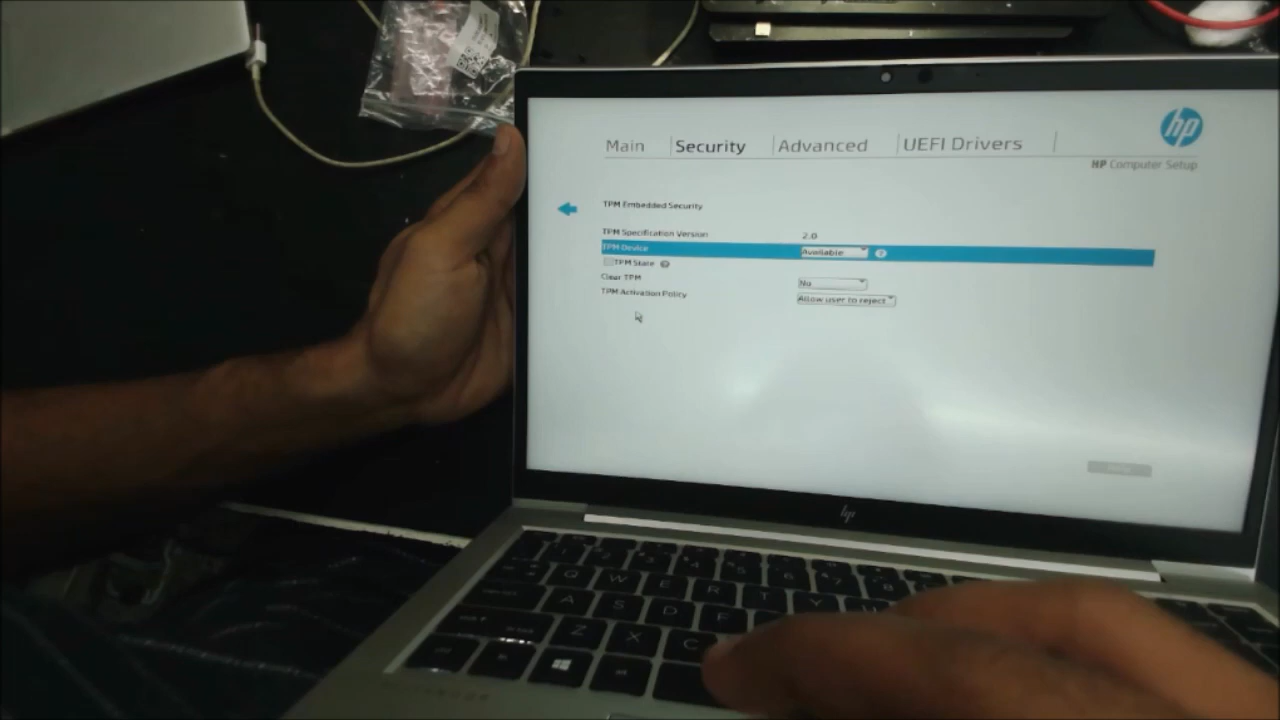 Main Security Advanced UEFI Drivers
hp
HP Computer Setup
TPM Embedded Security
TPM Specification Version 2.0
TPM Device Available ?
TPM State ?
Clear TPM No
TPM Activation Policy Allow user to reject
hp
Q W E R T Y
A S D F
Z X C